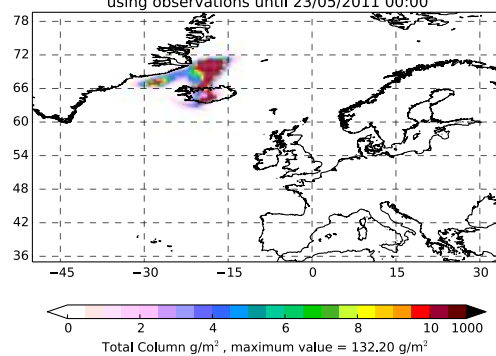 using observations until 23/05/2011 00:00
79
72
66
60
54
48
42
36
−45 −30 −15 0 15 30
0 2 4 6 8 10 1000
Total Column g/m² , maximum value = 132.20 g/m²